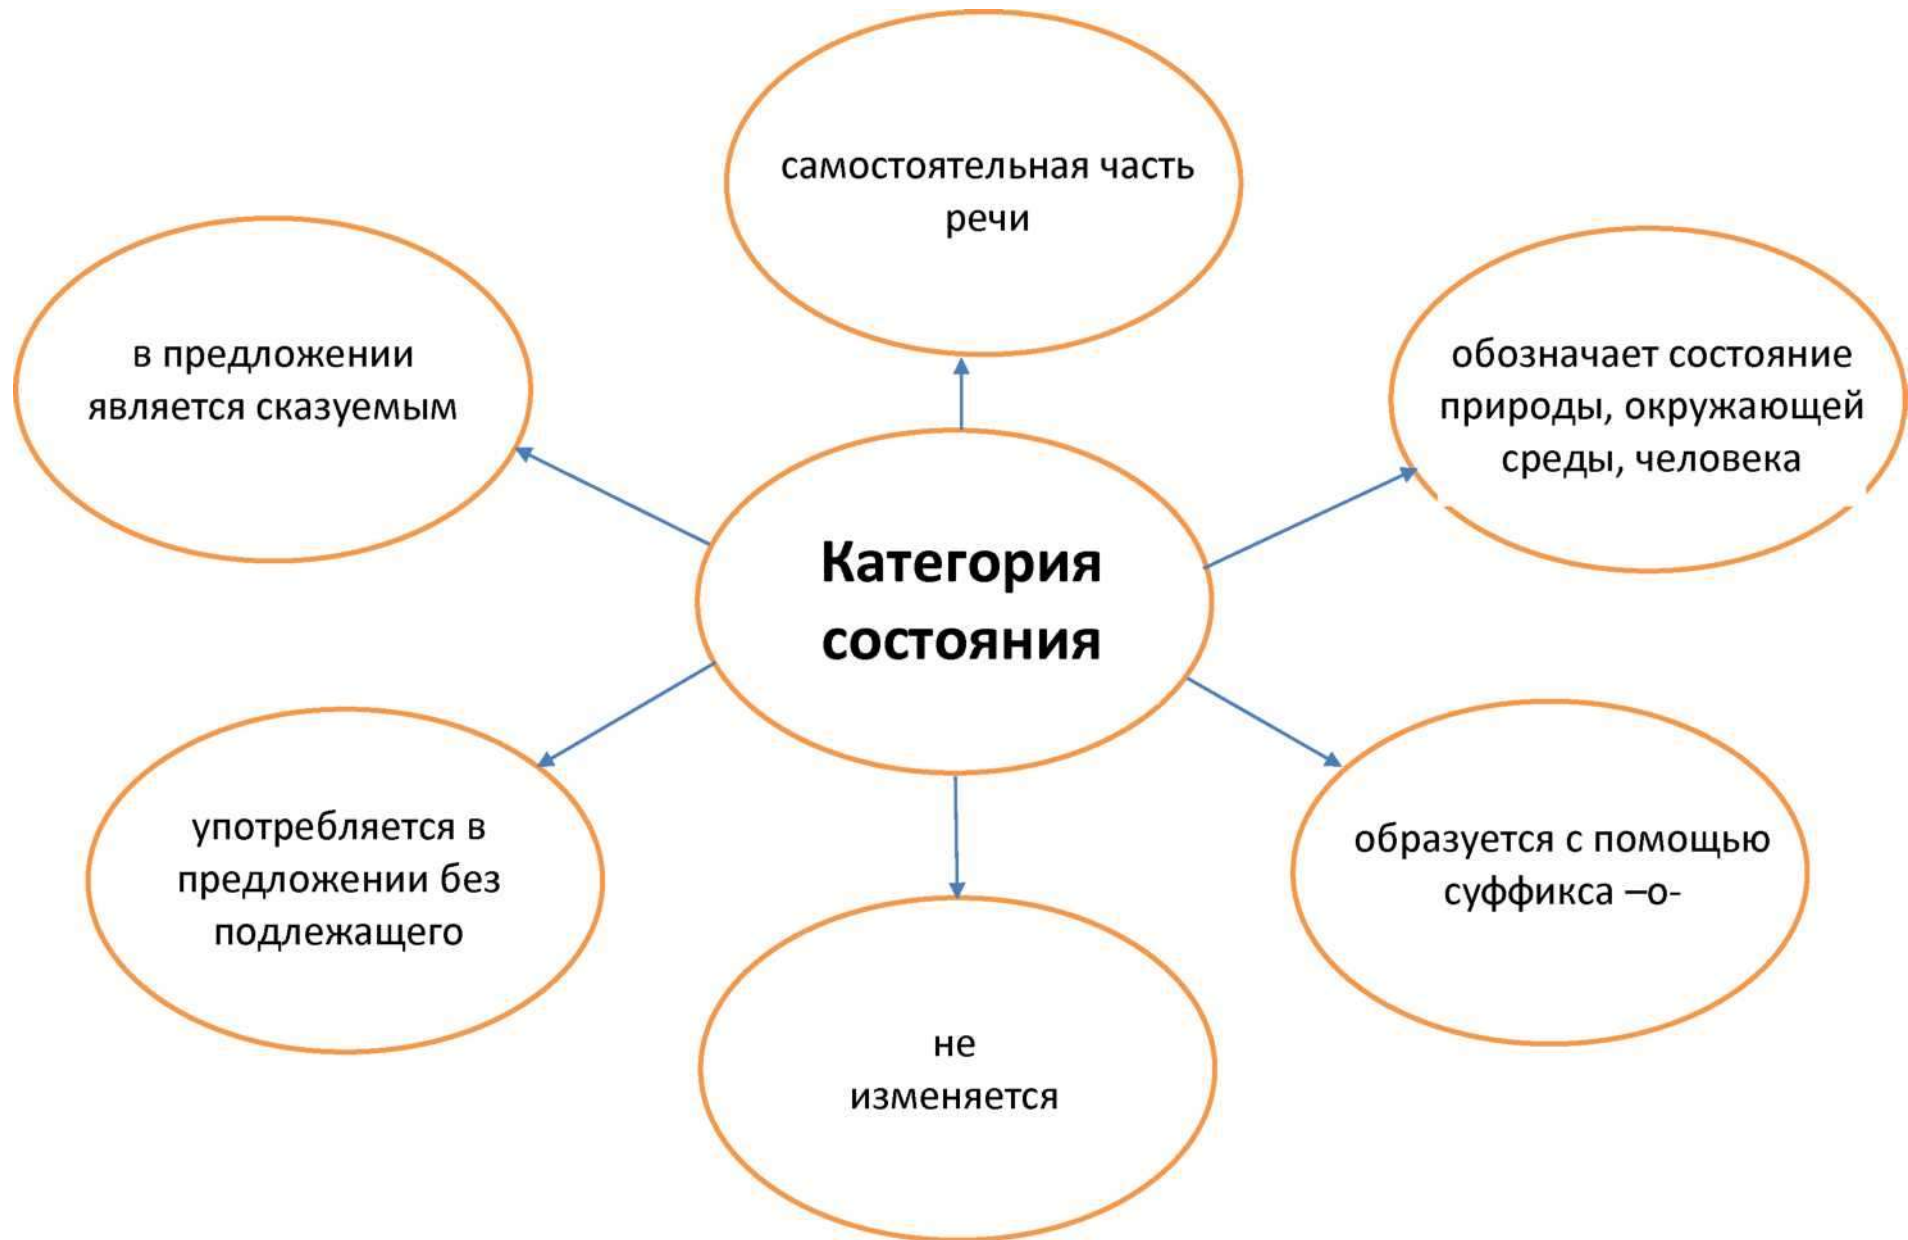 самостоятельная часть
речи
в предложении
является сказуемым
обозначает состояние
природы, окружающей
среды, человека
Категория
состояния
употребляется в
предложении без
подлежащего
образуется с помощью
суффикса –о-
не
изменяется